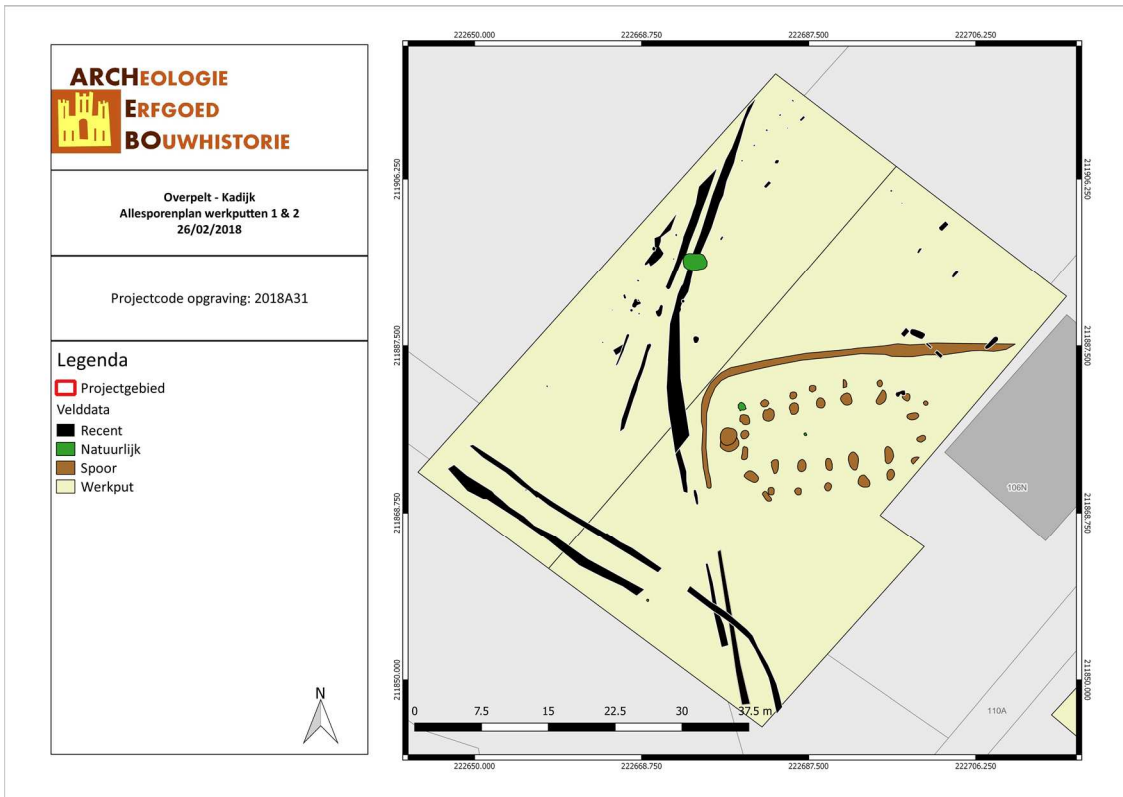 ARCHEOLOGIE
ERFGOED
BOUWHISTORIE
Overpelt - Kadijk
Allesporenplan werkputten 1 & 2
26/02/2018
Projectcode opgraving: 2018A31
Legenda
Projectgebied
Velddata
Recent
Natuurlijk
Spoor
Werkput
N
222650.000 222668.750 222687.500 222706.250
211906.250 211906.250
211887.500 211887.500
211868.750 211868.750
211850.000 211850.000
106N
110A
0 7.5 15 22.5 30 37.5 m
222650.000 222668.750 222687.500 222706.250